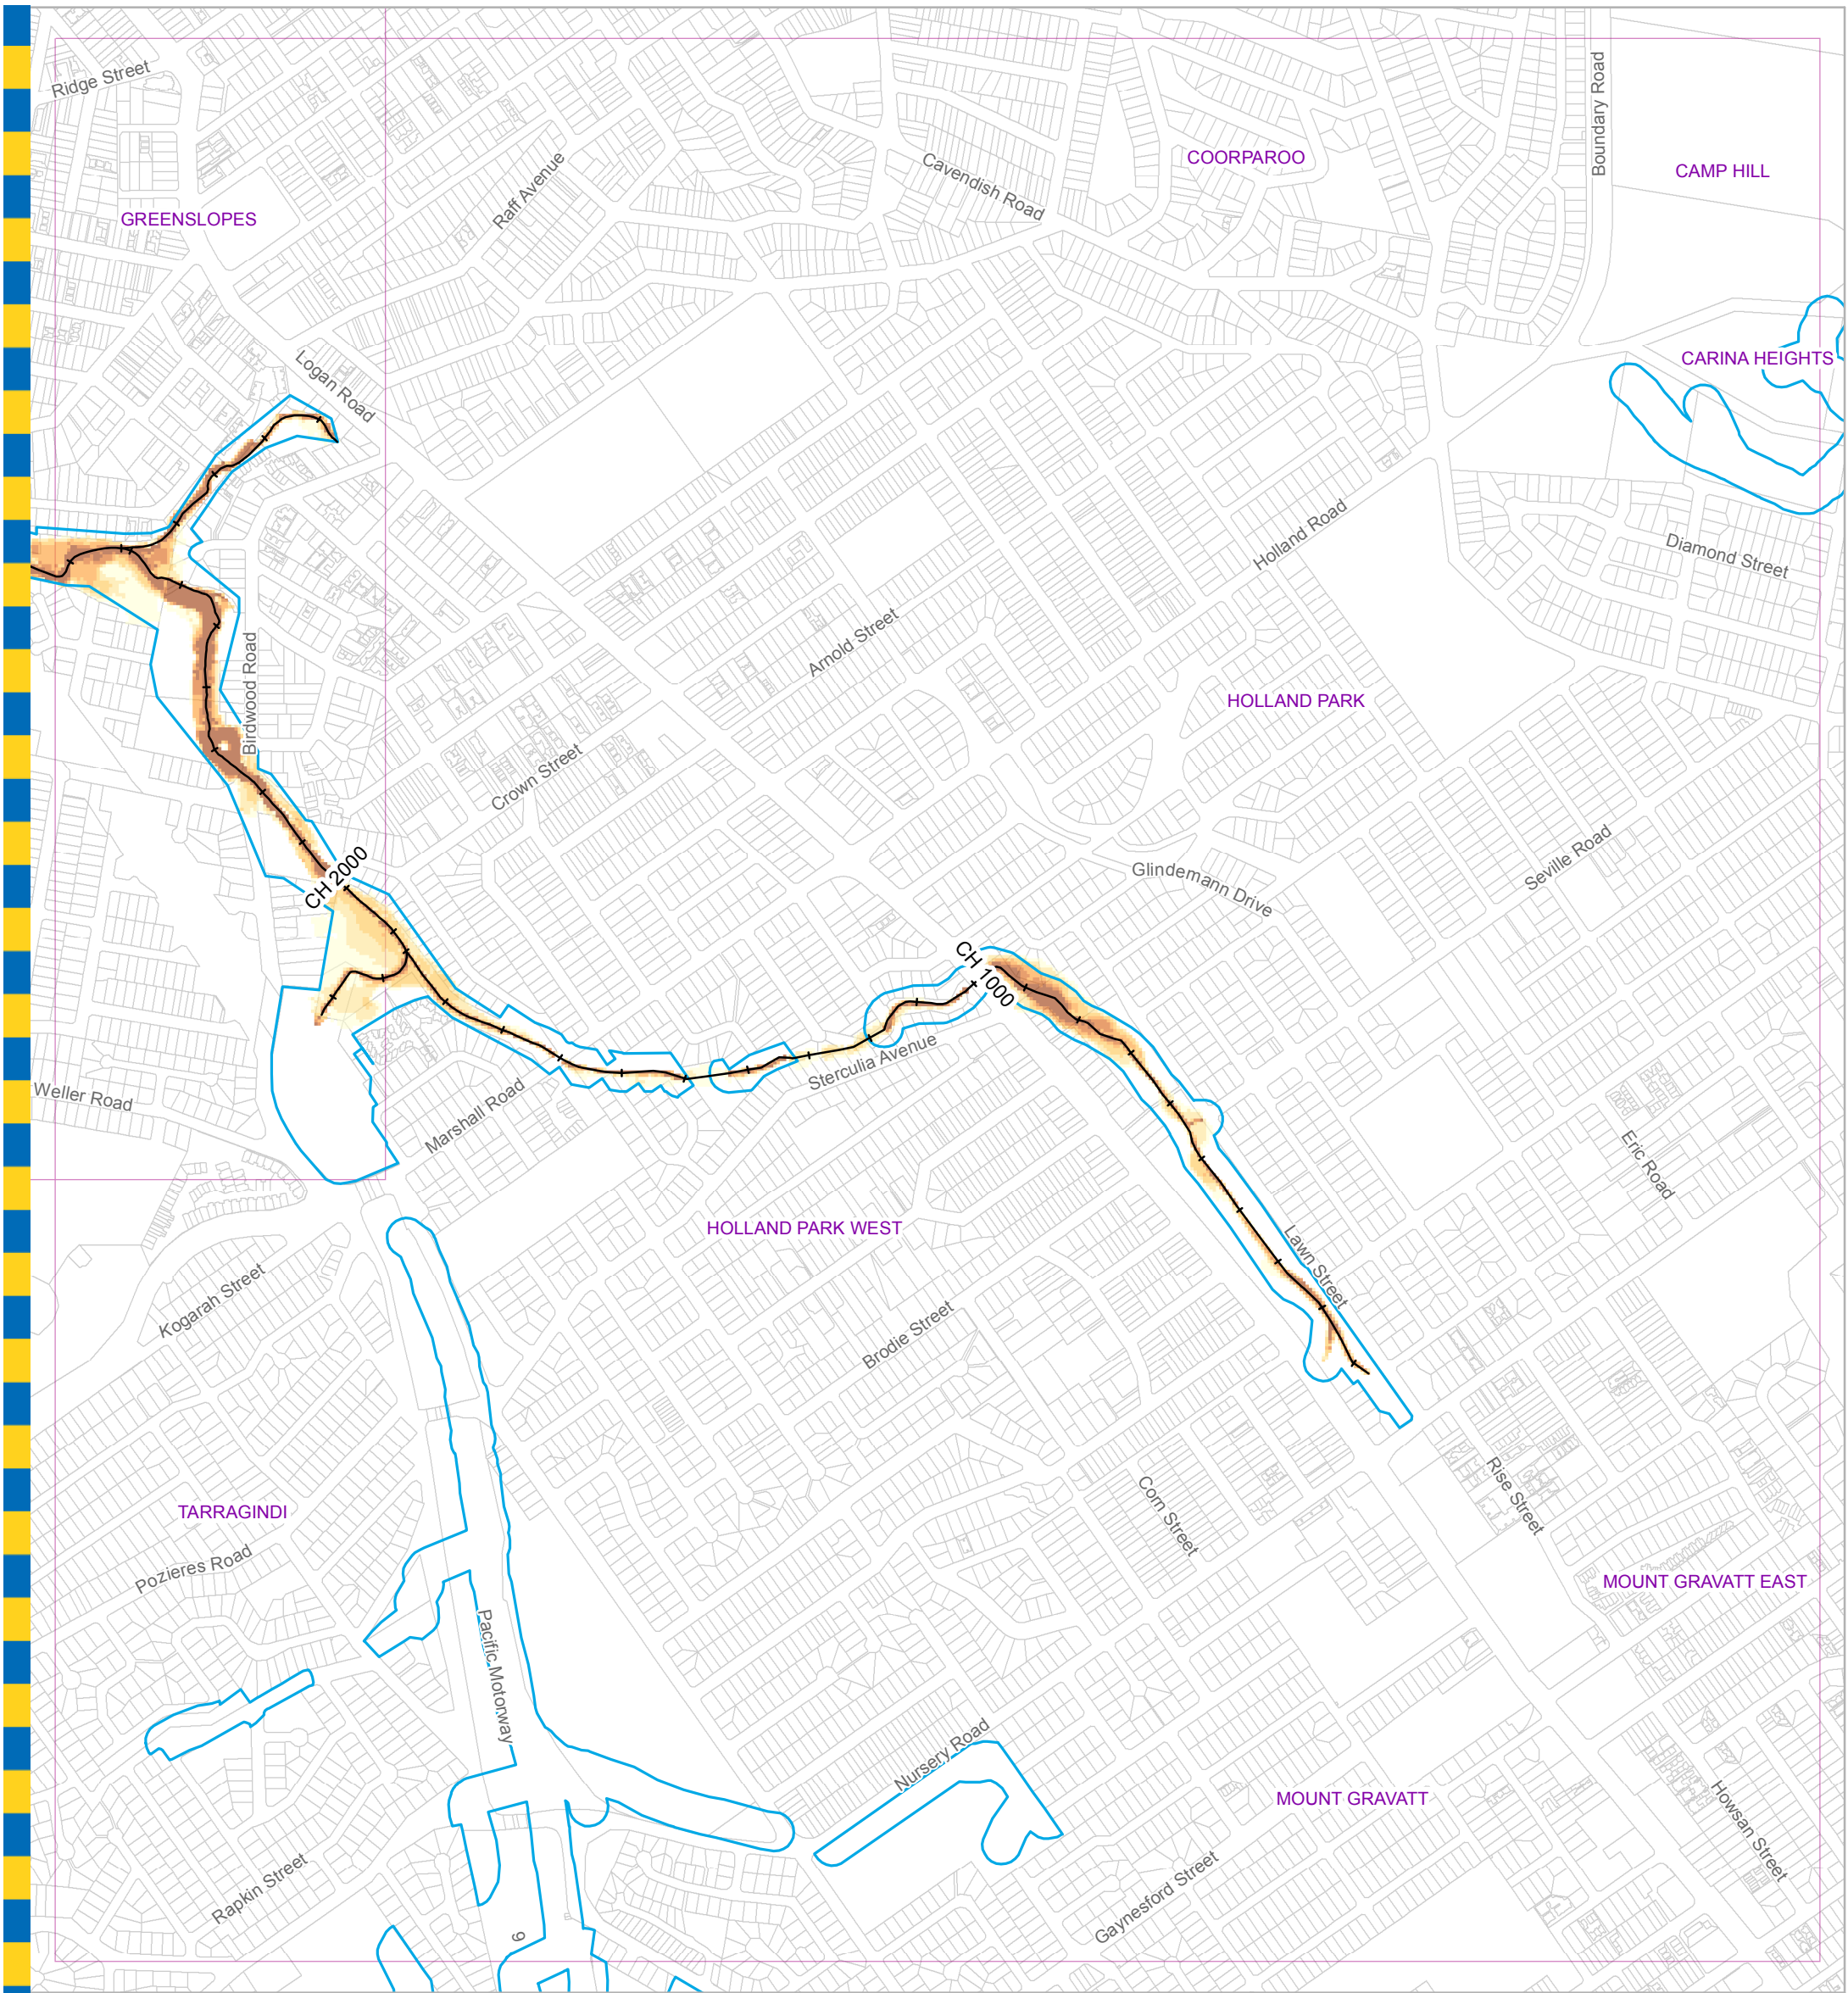 Ridge Street
Boundary Road
COORPAROO
Cavendish Road
CAMP HILL
Raff Avenue
GREENSLOPES
CARINA HEIGHTS
Logan Road
Holland Road
Diamond Street
Arnold Street
Birdwood Road
HOLLAND PARK
Crown Street
Seville Road
CH 2000
Glindemann Drive
CH 1000
Sterculia Avenue
Weller Road
Marshall Road
Eric Road
HOLLAND PARK WEST
Lawn Street
Kogarah Street
Brodie Street
TARRAGINDI
Corn Street
Rise Street
Pozieres Road
MOUNT GRAVATT EAST
Pacific Motorway
Nursery Road
MOUNT GRAVATT
Howsan Street
Rapkin Street
Gaynesford Street
9